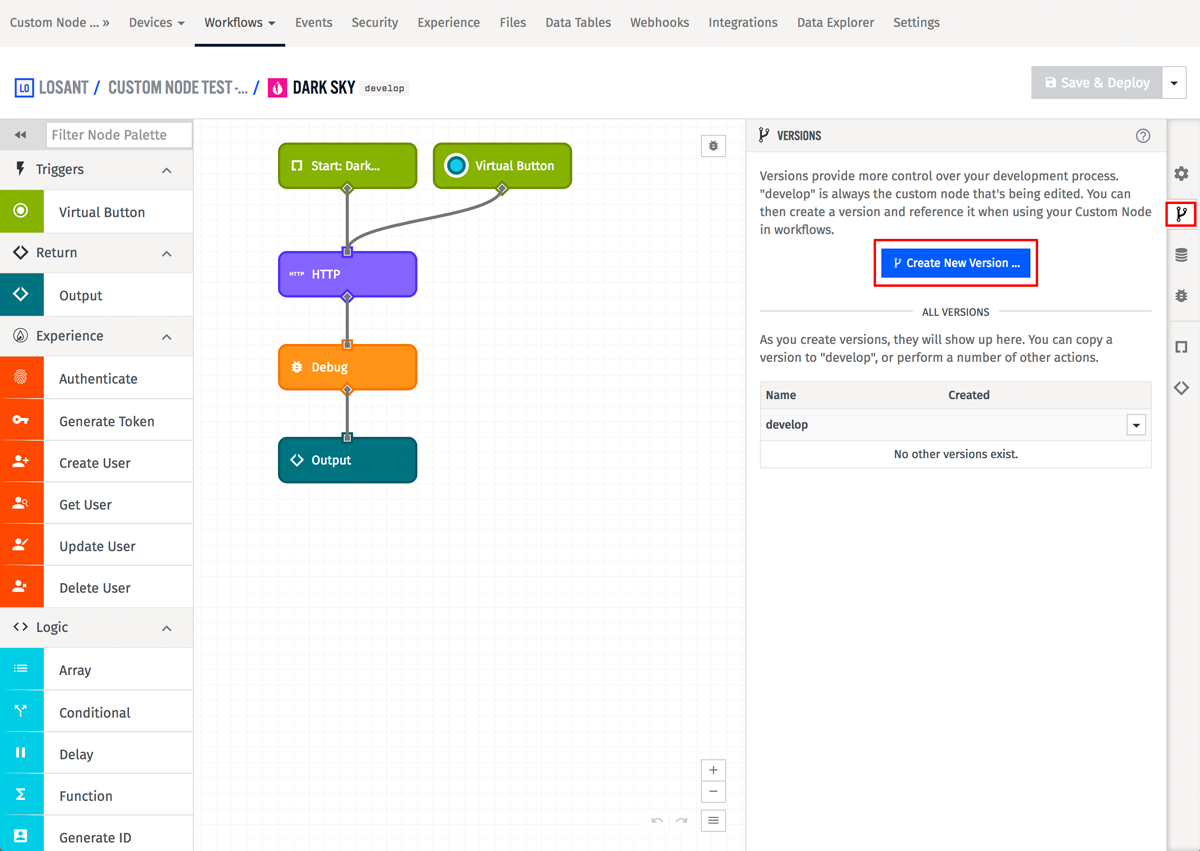 Custom Node ... »
Devices
Workflows
Events
Security
Experience
Files
Data Tables
Webhooks
Integrations
Data Explorer
Settings
LO LOSANT / CUSTOM NODE TEST -... / DARK SKY develop
Save & Deploy
Filter Node Palette
Triggers
Virtual Button
Return
Output
Experience
Authenticate
Generate Token
Create User
Get User
Update User
Delete User
Logic
Array
Conditional
Delay
Function
Generate ID
Start: Dark...
Virtual Button
HTTP HTTP
Debug
Output
VERSIONS
Versions provide more control over your development process.
"develop" is always the custom node that's being edited. You can
then create a version and reference it when using your Custom Node
in workflows.
Create New Version ...
ALL VERSIONS
As you create versions, they will show up here. You can copy a
version to "develop", or perform a number of other actions.
Name Created
develop
No other versions exist.